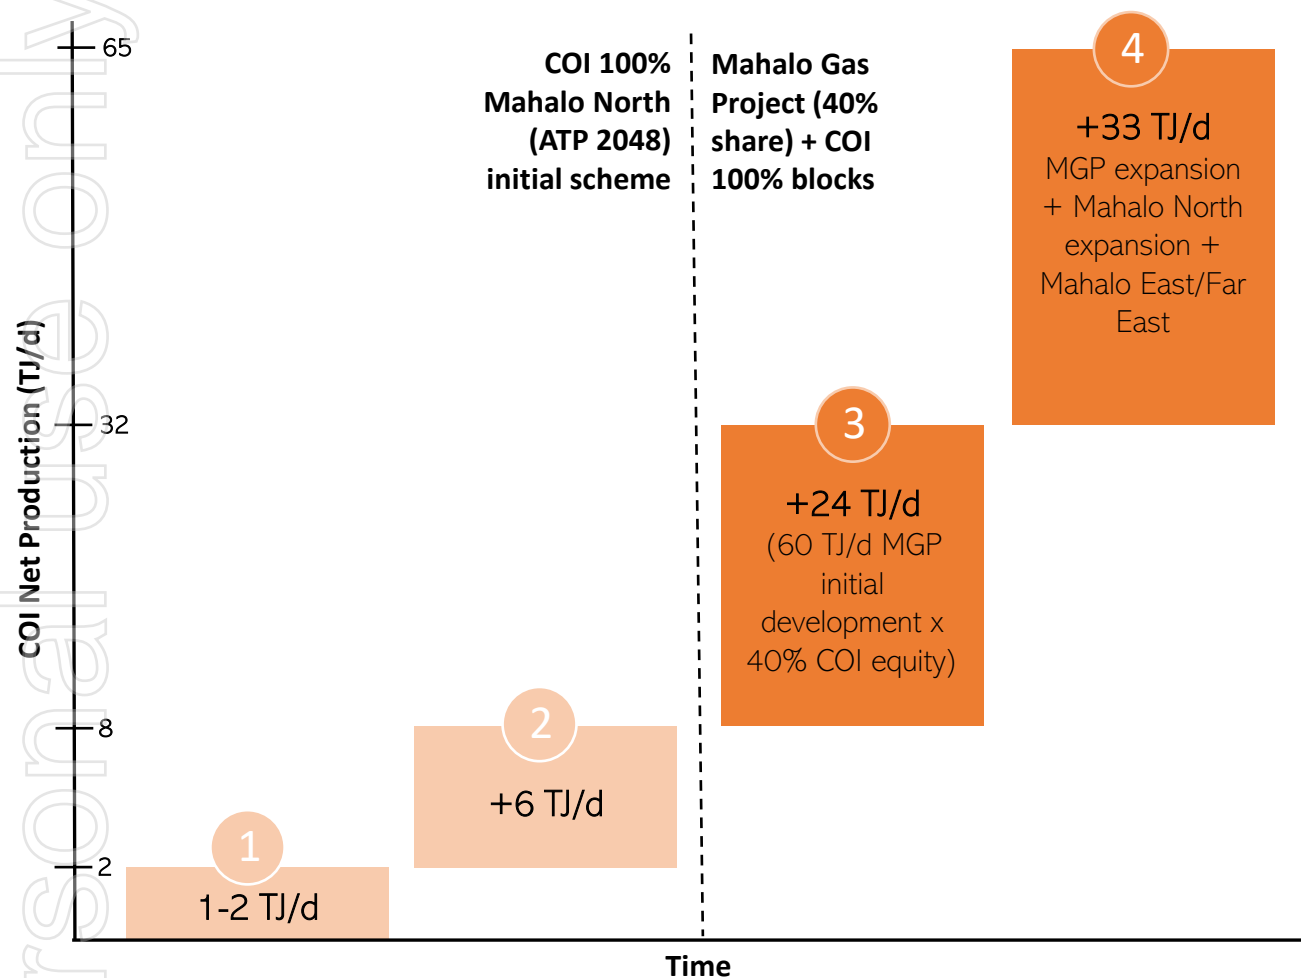 65
32
8
2
COI Net Production (TJ/d)
COI 100%
Mahalo North
(ATP 2048)
initial scheme
Mahalo Gas
Project (40%
share) + COI
100% blocks
1
1-2 TJ/d
2
+6 TJ/d
3
+24 TJ/d
(60 TJ/d MGP
initial
development x
40% COI equity)
4
+33 TJ/d
MGP expansion
+ Mahalo North
expansion +
Mahalo East/Far
East
Time
rsonal use only